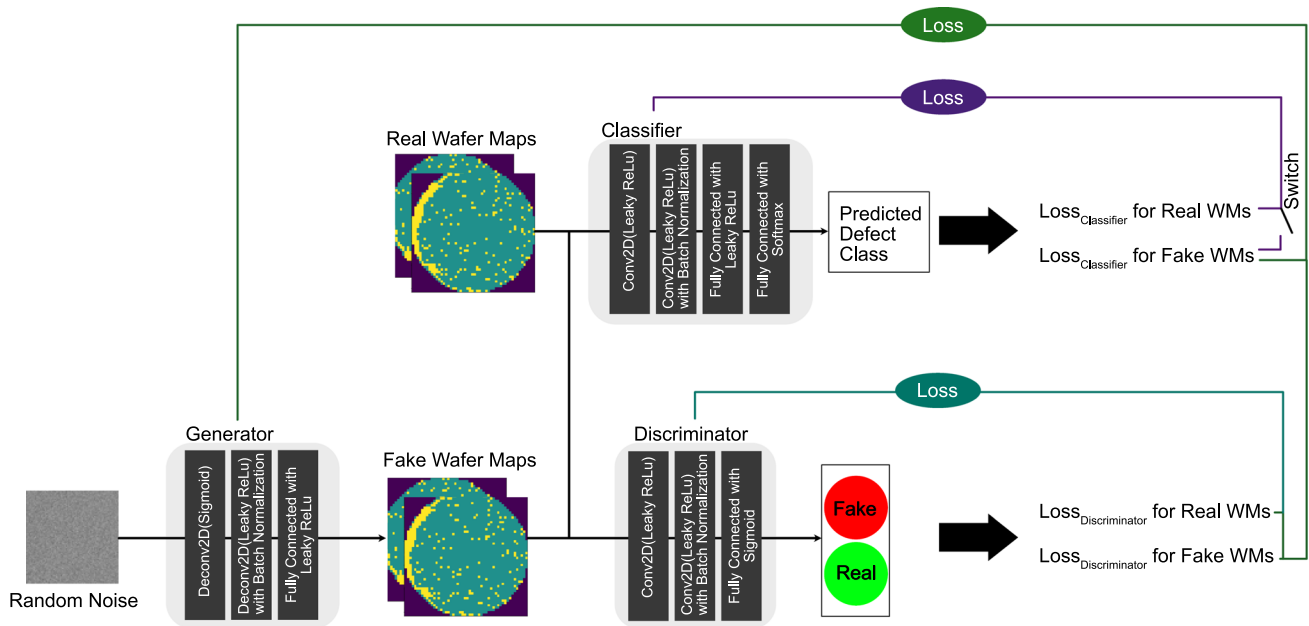 Loss
Loss
Classifier
Real Wafer Maps
Conv2D(Leaky ReLu)
Conv2D(Leaky ReLu)
with Batch Normalization
Fully Connected with
Leaky ReLu
Fully Connected with
Softmax
Predicted
Defect
Class
LossClassifier for Real WMs
LossClassifier for Fake WMs
Switch
Loss
Generator
Deconv2D(Sigmoid)
Deconv2D(Leaky ReLu)
with Batch Normalization
Fully Connected with
Leaky ReLu
Fake Wafer Maps
Discriminator
Conv2D(Leaky ReLu)
Conv2D(Leaky ReLu)
with Batch Normalization
Fully Connected with
Sigmoid
Fake
Real
LossDiscriminator for Real WMs
LossDiscriminator for Fake WMs
Random Noise